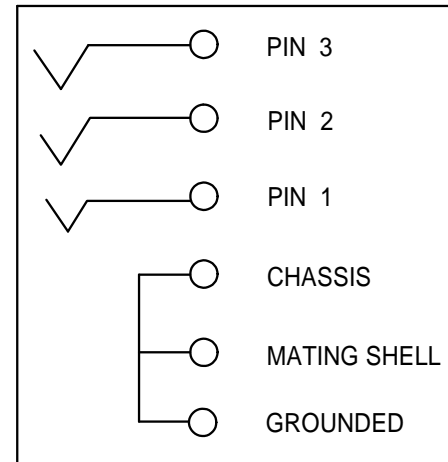 PIN 3
PIN 2
PIN 1
CHASSIS
MATING SHELL
GROUNDED